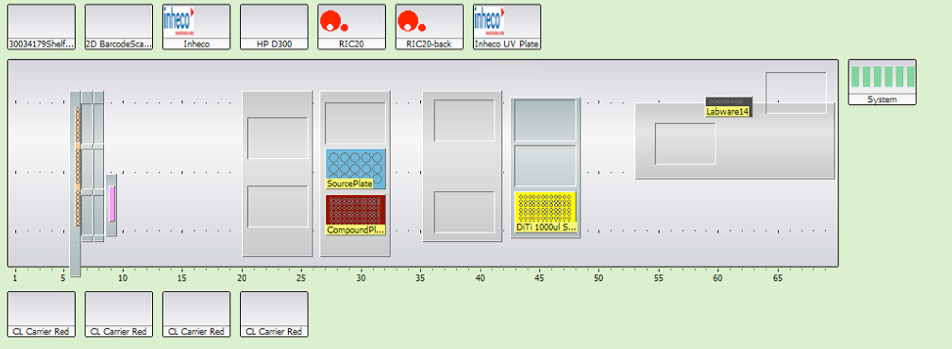 inheco
inheco
30034179Shelf...
2D BarcodeSca...
Inheco
HP D300
RIC20
RIC20-back
Inheco UV Plate
System
Labware14
SourcePlate
CompoundPl...
DiTi 1000ul S...
1 5 10 15 20 25 30 35 40 45 50 55 60 65
CL Carrier Red
CL Carrier Red
CL Carrier Red
CL Carrier Red